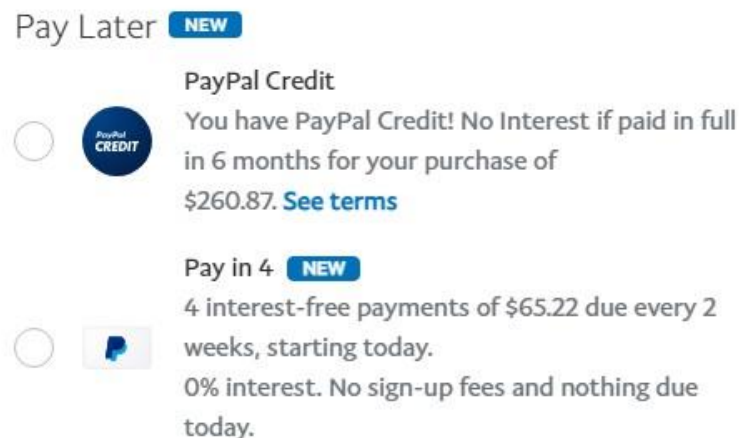 Pay Later NEW
PayPal Credit
PayPal
CREDIT
You have PayPal Credit! No Interest if paid in full
in 6 months for your purchase of
$260.87. See terms
Pay in 4 NEW
4 interest-free payments of $65.22 due every 2
weeks, starting today.
0% interest. No sign-up fees and nothing due
today.